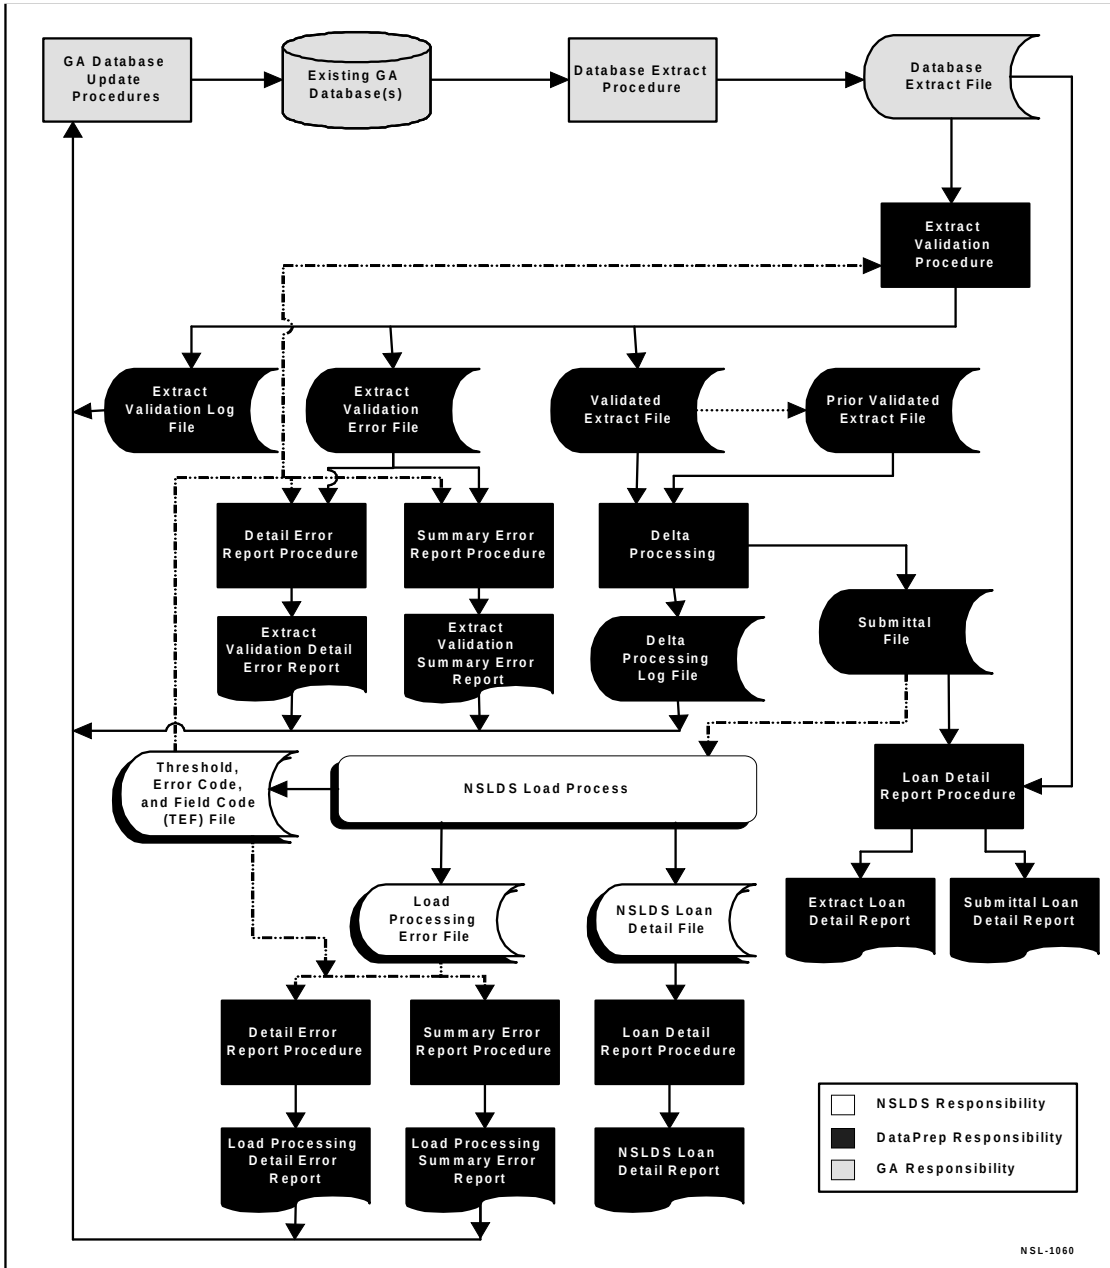 GA Database
Update
Procedures
Existing GA
Database(s)
Database Extract
Procedure
Database
Extract File
Extract
Validation
Procedure
Extract
Validation Log
File
Extract
Validation
Error File
Validated
Extract File
Prior Validated
Extract File
Detail Error
Report Procedure
Summary Error
Report Procedure
Delta
Processing
Extract
Validation Detail
Error Report
Extract
Validation
Summary Error
Report
Delta
Processing
Log File
Submittal
File
Threshold,
Error Code,
and Field Code
(TEF) File
NSLDS Load Process
Loan Detail
Report Procedure
Load
Processing
Error File
NSLDS Loan
Detail File
Extract Loan
Detail Report
Submittal Loan
Detail Report
Detail Error
Report Procedure
Summary Error
Report Procedure
Loan Detail
Report Procedure
Load Processing
Detail Error
Report
Load Processing
Summary Error
Report
NSLDS Loan
Detail Report
NSLDS Responsibility
DataPrep Responsibility
GA Responsibility
NSL-1060